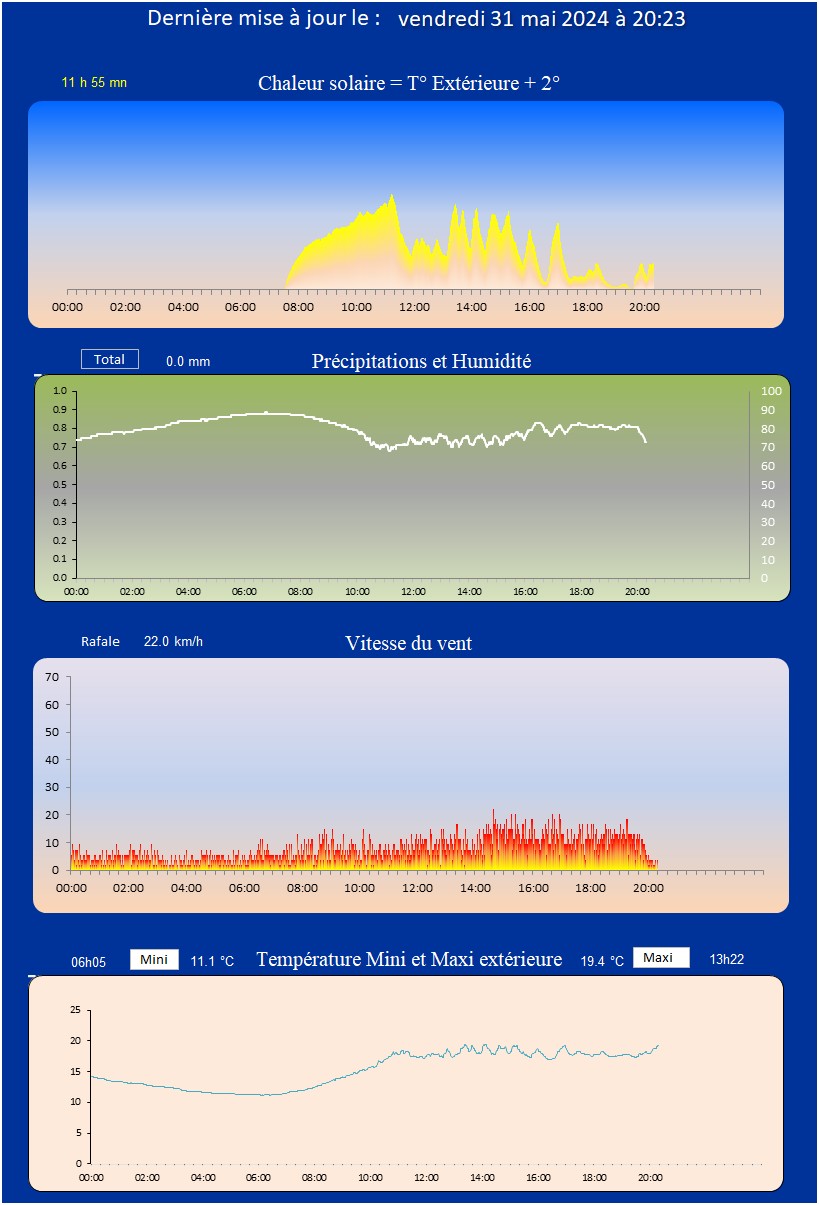 Dernière mise à jour le : vendredi 31 mai 2024 à 20:23
11 h 55 mn
Chaleur solaire = T° Extérieure + 2°
00:00 02:00 04:00 06:00 08:00 10:00 12:00 14:00 16:00 18:00 20:00
Total 0.0 mm Précipitations et Humidité
1.0 100
0.9 90
0.8 80
0.7 70
0.6 60
0.5 50
0.4 40
0.3 30
0.2 20
0.1 10
0.0 0
00:00 02:00 04:00 06:00 08:00 10:00 12:00 14:00 16:00 18:00 20:00
Rafale 22.0 km/h Vitesse du vent
70
60
50
40
30
20
10
0
00:00 02:00 04:00 06:00 08:00 10:00 12:00 14:00 16:00 18:00 20:00
06h05 Mini 11.1 °C Température Mini et Maxi extérieure 19.4 °C Maxi 13h22
25
20
15
10
5
0
00:00 02:00 04:00 06:00 08:00 10:00 12:00 14:00 16:00 18:00 20:00